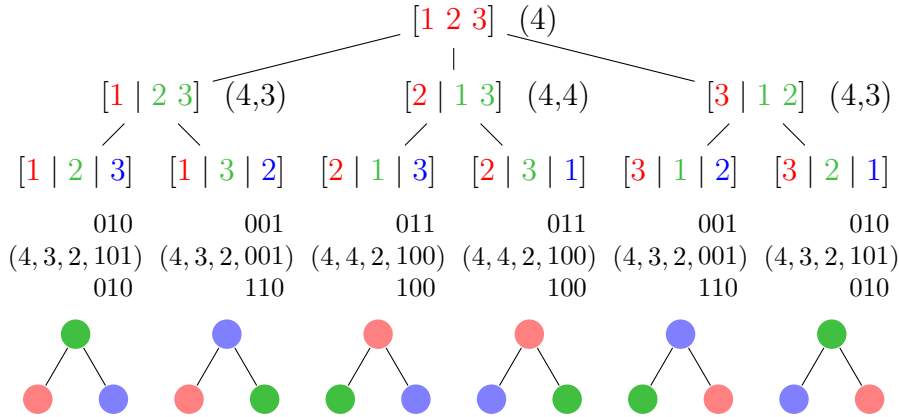 [1 2 3] (4)
[1 | 2 3] (4,3) [2 | 1 3] (4,4) [3 | 1 2] (4,3)
[1 | 2 | 3] [1 | 3 | 2] [2 | 1 | 3] [2 | 3 | 1] [3 | 1 | 2] [3 | 2 | 1]
010 001 011 011 001 010
(4, 3, 2, 101) (4, 3, 2, 001) (4, 4, 2, 100) (4, 4, 2, 100) (4, 3, 2, 001) (4, 3, 2, 101)
010 110 100 100 110 010